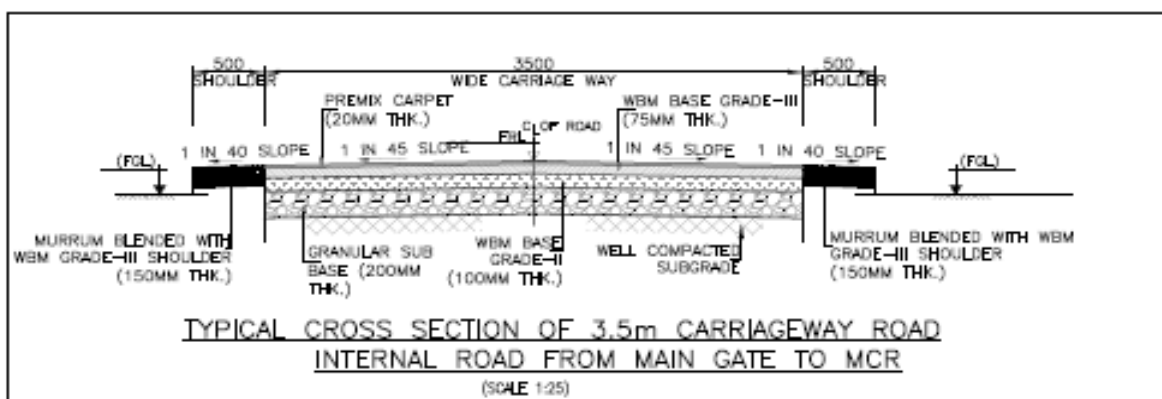 500
SHOULDER
3500
WIDE CARRIAGE WAY
500
SHOULDER
PREMIX CARPET
(20MM THK.)
C OF ROAD
L
FRL
WBM BASE GRADE-III
(75MM THK.)
(FGL)
1 IN 40 SLOPE
1 IN 45 SLOPE
1 IN 45 SLOPE
1 IN 40 SLOPE
(FGL)
MURRUM BLENDED WITH
WBM GRADE-III SHOULDER
(150MM THK.)
GRANULAR SUB
BASE (200MM
THK.)
WBM BASE
GRADE-II
(100MM THK.)
WELL COMPACTED
SUBGRADE
MURRUM BLENDED WITH WBM
GRADE-III SHOULDER
(150MM THK.)
TYPICAL CROSS SECTION OF 3.5m CARRIAGEWAY ROAD
INTERNAL ROAD FROM MAIN GATE TO MCR
(SCALE 1:25)